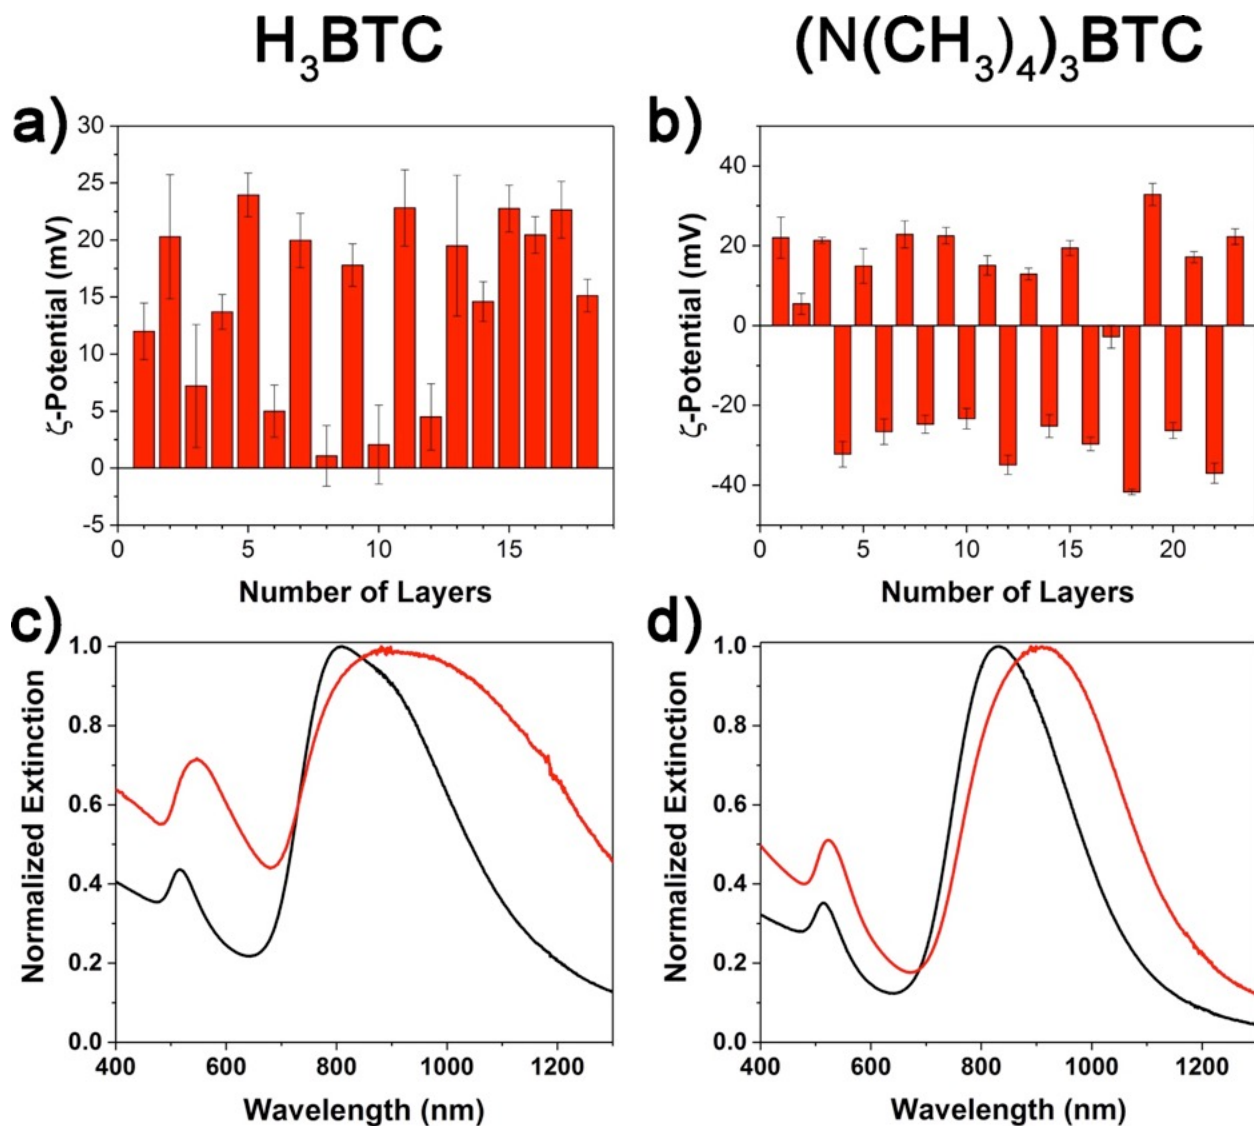 H₃BTC
(N(CH₃)₄)₃BTC
a)
30
25
20
15
10
5
0
-5
ζ-Potential (mV)
0 5 10 15
Number of Layers
b)
40
20
0
-20
-40
ζ-Potential (mV)
0 5 10 15 20
Number of Layers
c)
1.0
0.8
0.6
0.4
0.2
0.0
Normalized Extinction
400 600 800 1000 1200
Wavelength (nm)
d)
1.0
0.8
0.6
0.4
0.2
0.0
Normalized Extinction
400 600 800 1000 1200
Wavelength (nm)